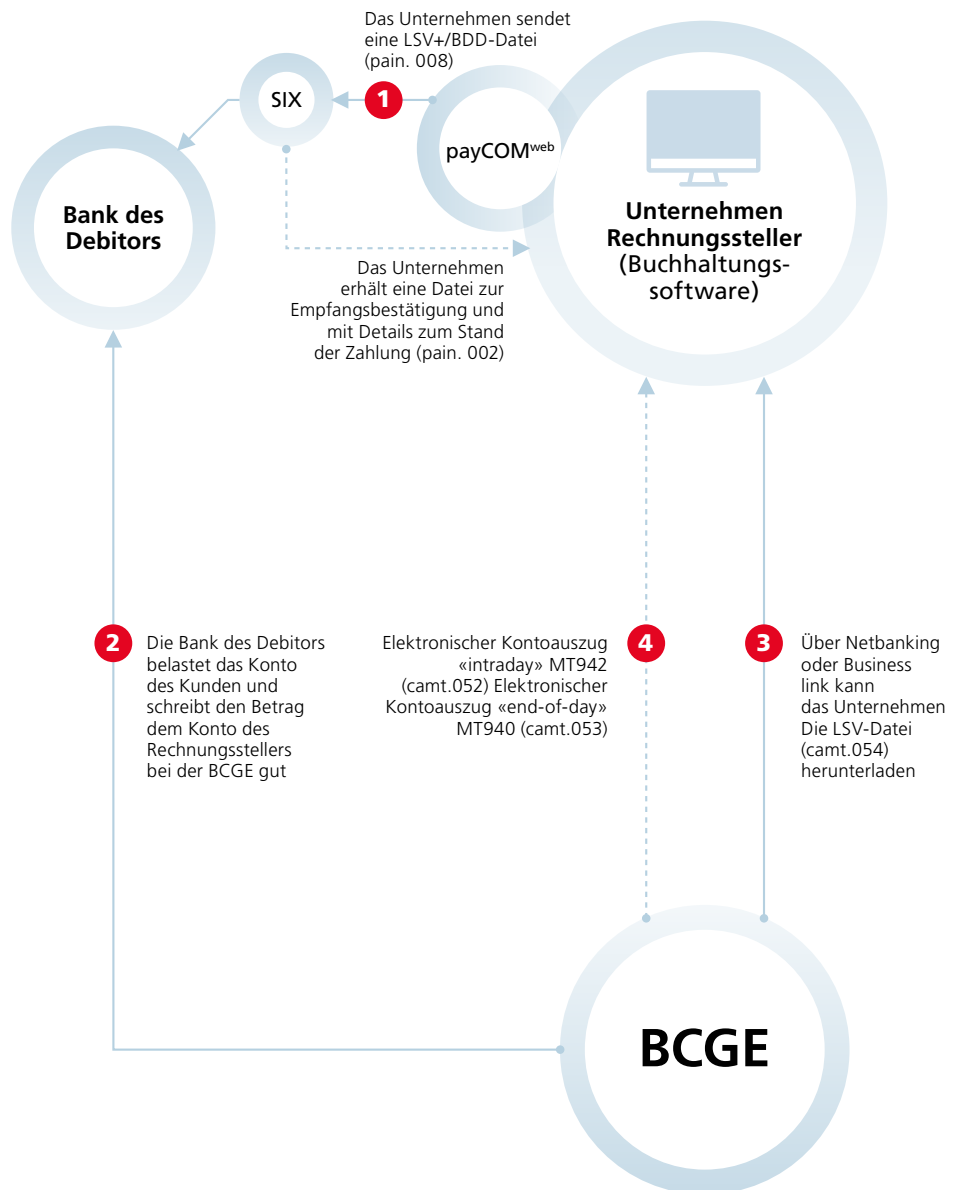 Das Unternehmen sendet
eine LSV+/BDD-Datei
(pain. 008)
SIX
1
payCOMweb
Bank des
Debitors
Unternehmen
Rechnungssteller
(Buchhaltungs-
software)
Das Unternehmen
erhält eine Datei zur
Empfangsbestätigung und
mit Details zum Stand
der Zahlung (pain. 002)
2
Die Bank des Debitors
belastet das Konto
des Kunden und
schreibt den Betrag
dem Konto des
Rechnungsstellers
bei der BCGE gut
Elektronischer Kontoauszug
«intraday» MT942
(camt.052) Elektronischer
Kontoauszug «end-of-day»
MT940 (camt.053)
4
3
Über Netbanking
oder Business
link kann
das Unternehmen
Die LSV-Datei
(camt.054)
herunterladen
BCGE